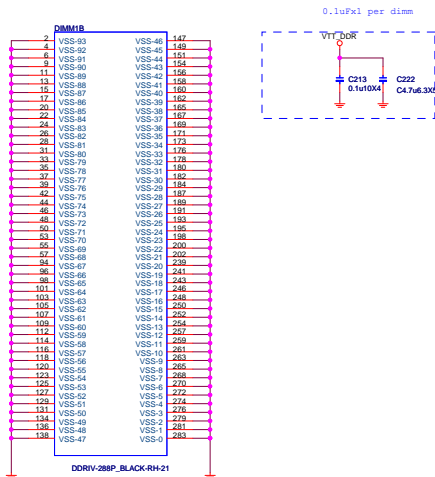 0.1uFx1 per dimm
DIMM1B
VTT_DDR
2 VSS-93 VSS-46 147
4 VSS-92 VSS-45 149
6 VSS-91 VSS-44 151
9 VSS-90 VSS-43 154
11 VSS-89 VSS-42 156
13 VSS-88 VSS-41 158
15 VSS-87 VSS-40 160
17 VSS-86 VSS-39 162
20 VSS-85 VSS-38 165
22 VSS-84 VSS-37 167
24 VSS-83 VSS-36 169
26 VSS-82 VSS-35 171
28 VSS-81 VSS-34 173
31 VSS-80 VSS-33 176
33 VSS-79 VSS-32 178
35 VSS-78 VSS-31 180
37 VSS-77 VSS-30 182
39 VSS-76 VSS-29 184
42 VSS-75 VSS-28 187
44 VSS-74 VSS-27 189
46 VSS-73 VSS-26 191
48 VSS-72 VSS-25 193
50 VSS-71 VSS-24 195
53 VSS-70 VSS-23 198
55 VSS-69 VSS-22 200
57 VSS-68 VSS-21 202
94 VSS-67 VSS-20 239
96 VSS-66 VSS-19 241
98 VSS-65 VSS-18 243
101 VSS-64 VSS-17 246
103 VSS-63 VSS-16 248
105 VSS-62 VSS-15 250
107 VSS-61 VSS-14 252
109 VSS-60 VSS-13 254
112 VSS-59 VSS-12 257
114 VSS-58 VSS-11 259
116 VSS-57 VSS-10 261
118 VSS-56 VSS-9 263
120 VSS-55 VSS-8 265
123 VSS-54 VSS-7 268
125 VSS-53 VSS-6 270
127 VSS-52 VSS-5 272
129 VSS-51 VSS-4 274
131 VSS-50 VSS-3 276
134 VSS-49 VSS-2 279
136 VSS-48 VSS-1 281
138 VSS-47 VSS-0 283
C213
0.1u10X4
C222
C4.7u6.3X5
DDRIV-288P_BLACK-RH-21